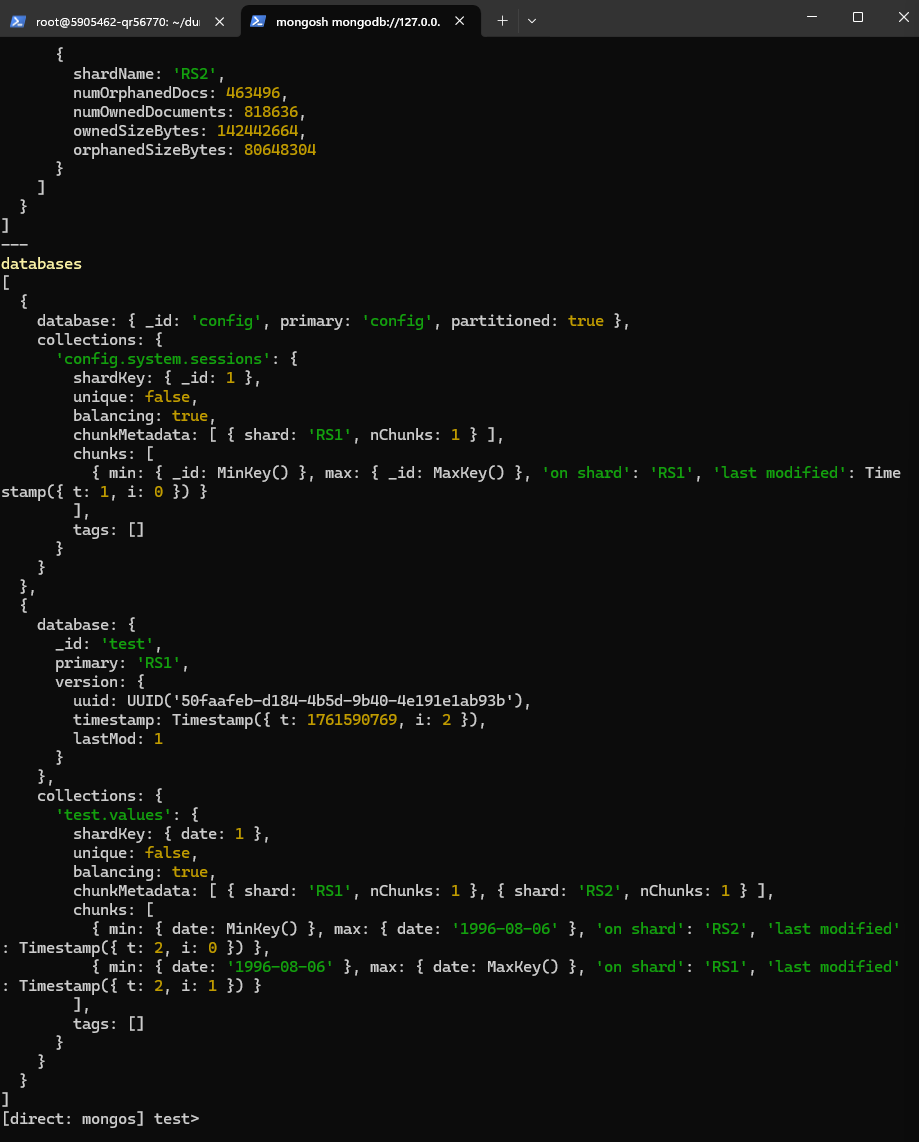 root@5905462-qr56770: ~/du
mongosh mongodb://127.0.0.
{
shardName: 'RS2',
numOrphanedDocs: 463496,
numOwnedDocuments: 818636,
ownedSizeBytes: 142442664,
orphanedSizeBytes: 80648304
}
]
}
]
---
databases
[
{
database: { _id: 'config', primary: 'config', partitioned: true },
collections: {
'config.system.sessions': {
shardKey: { _id: 1 },
unique: false,
balancing: true,
chunkMetadata: [ { shard: 'RS1', nChunks: 1 } ],
chunks: [
{ min: { _id: MinKey() }, max: { _id: MaxKey() }, 'on shard': 'RS1', 'last modified': Time
stamp({ t: 1, i: 0 }) }
],
tags: []
}
}
},
{
database: {
_id: 'test',
primary: 'RS1',
version: {
uuid: UUID('50faafeb-d184-4b5d-9b40-4e191e1ab93b'),
timestamp: Timestamp({ t: 1761590769, i: 2 }),
lastMod: 1
}
},
collections: {
'test.values': {
shardKey: { date: 1 },
unique: false,
balancing: true,
chunkMetadata: [ { shard: 'RS1', nChunks: 1 }, { shard: 'RS2', nChunks: 1 } ],
chunks: [
{ min: { date: MinKey() }, max: { date: '1996-08-06' }, 'on shard': 'RS2', 'last modified'
: Timestamp({ t: 2, i: 0 }) },
{ min: { date: '1996-08-06' }, max: { date: MaxKey() }, 'on shard': 'RS1', 'last modified'
: Timestamp({ t: 2, i: 1 }) }
],
tags: []
}
}
}
]
[direct: mongos] test>